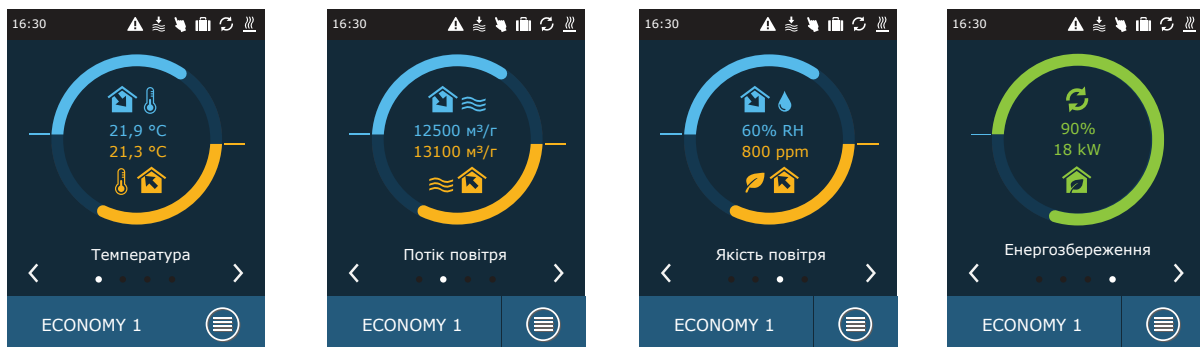 16:30
21,9 °C
21,3 °C
Температура
ECONOMY 1
16:30
12500 м³/г
13100 м³/г
Потік повітря
ECONOMY 1
16:30
60% RH
800 ppm
Якість повітря
ECONOMY 1
16:30
90%
18 kW
Енергозбереження
ECONOMY 1